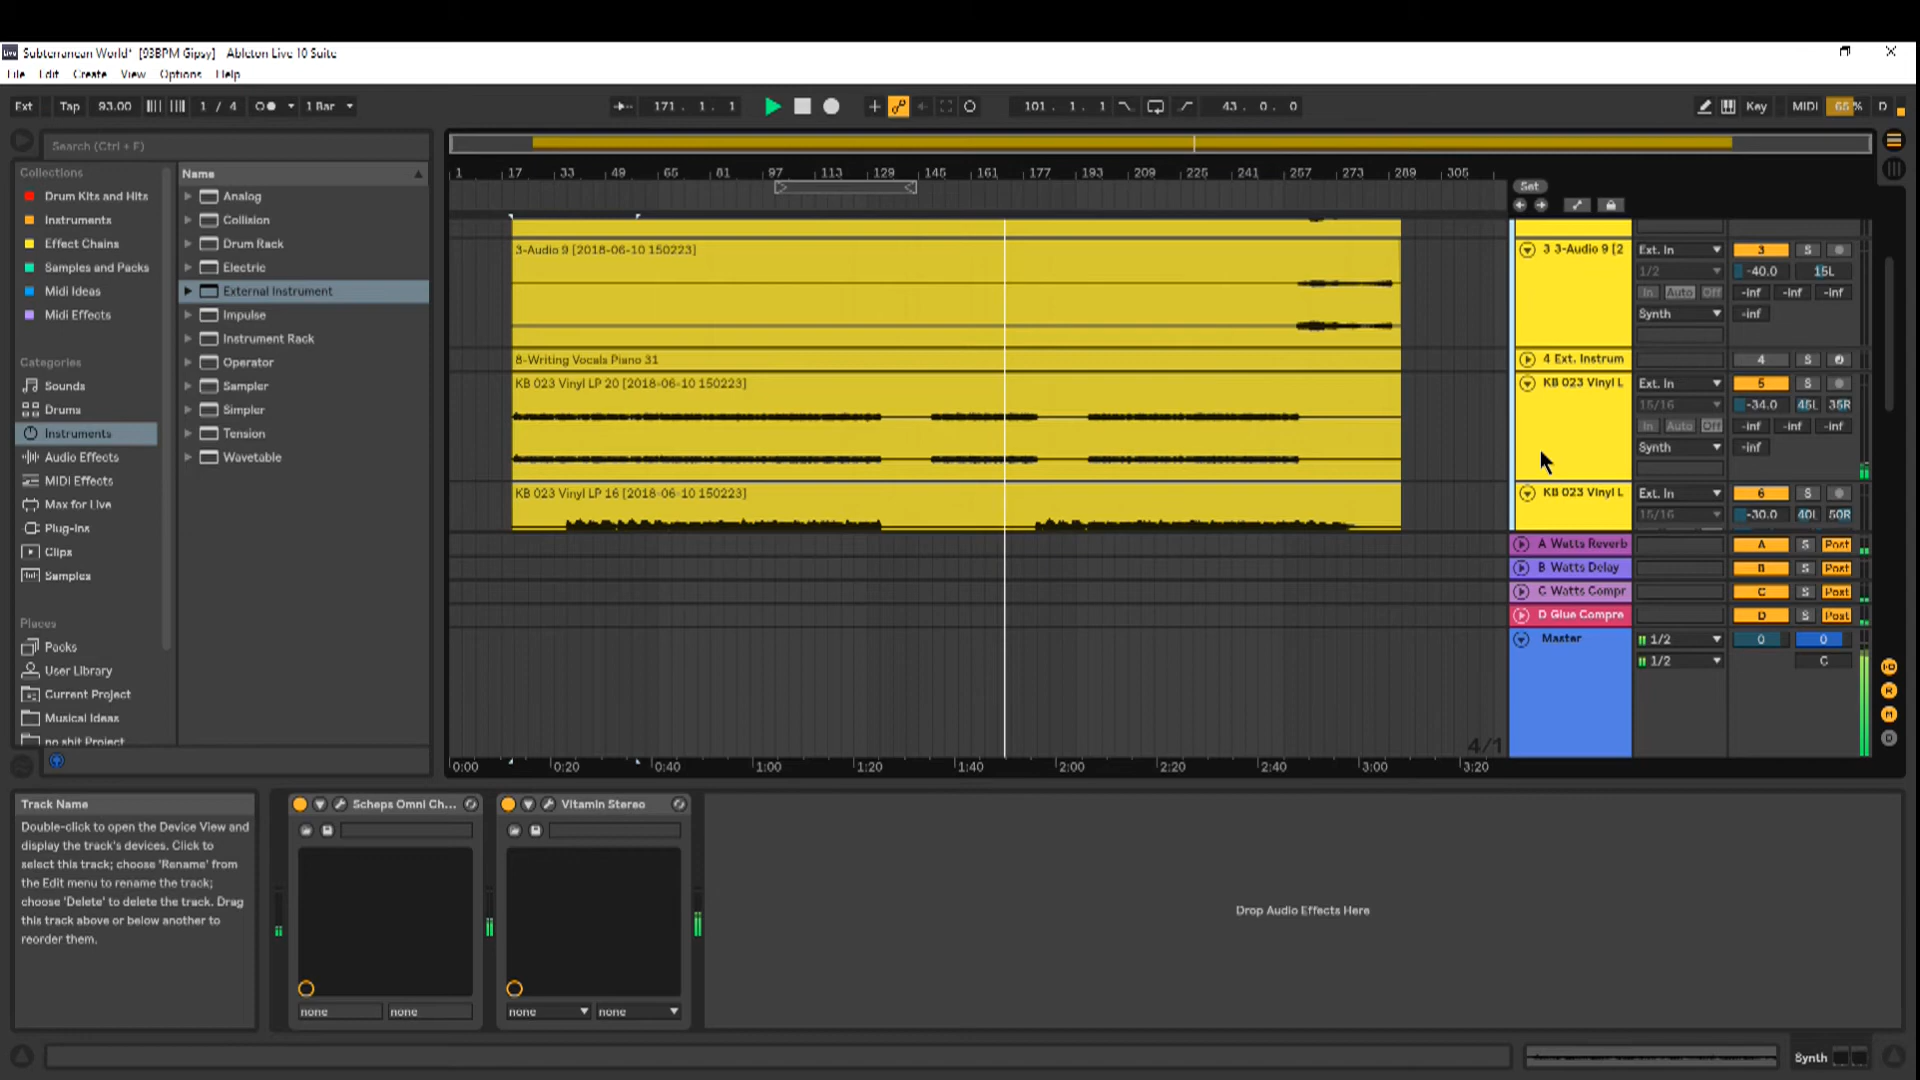 Subterranean World* [93BPM Gipsy] Ableton Live 10 Suite
File Edit Create View Options Help
Ext Tap 93.00 1 / 4 1 Bar 171 . 1 . 1 101 . 1 . 1 43 . 0 . 0 Key MIDI 66 % D
Search (Ctrl + F)
Collections
Drum Kits and Hits
Instruments
Effect Chains
Samples and Packs
Midi Ideas
Midi Effects
Categories
Sounds
Drums
Instruments
Audio Effects
MIDI Effects
Max for Live
Plug-Ins
Clips
Samples
Places
Packs
User Library
Current Project
Musical Ideas
no shit Project
Name
Analog
Collision
Drum Rack
Electric
External Instrument
Impulse
Instrument Rack
Operator
Sampler
Simpler
Tension
Wavetable
1 17 33 49 65 81 97 113 129 145 161 177 193 209 225 241 257 273 289 305
Set
3-Audio 9 [2018-06-10 150223]
3 3-Audio 9 [2 Ext. In 3 S
1/2 -40.0 15L
In Auto Off -inf -inf -inf
Synth -inf
8-Writing Vocals Piano 31
4 Ext. Instrum 4 S
KB 023 Vinyl LP 20 [2018-06-10 150223]
KB 023 Vinyl L Ext. In 5 S
15/16 -34.0 45L 35R
In Auto Off -inf -inf -inf
Synth -inf
KB 023 Vinyl LP 16 [2018-06-10 150223]
KB 023 Vinyl L Ext. In 6 S
15/16 -30.0 40L 50R
A Watts Reverb A S Post
B Watts Delay B S Post
C Watts Compr C S Post
D Glue Compre D S Post
Master 1/2 0 0
1/2 C
4/1
0:00 0:20 0:40 1:00 1:20 1:40 2:00 2:20 2:40 3:00 3:20
Track Name
Double-click to open the Device View and
display the track's devices. Click to
select this track; choose 'Rename' from
the Edit menu to rename the track;
choose 'Delete' to delete the track. Drag
this track above or below another to
reorder them.
Scheps Omni Ch...
none none
Vitamin Stereo
none none
Drop Audio Effects Here
Synth